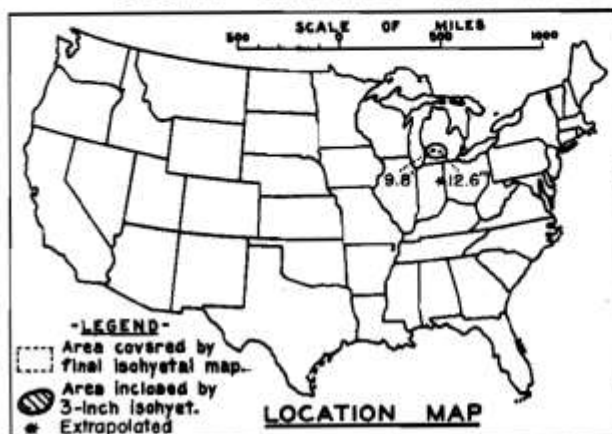 SCALE OF MILES
500 0 500 1000
9.8" *12.6"
-LEGEND-
Area covered by
final isohyetal map.
Area inclosed by
3-inch isohyet.
* Extrapolated
LOCATION MAP